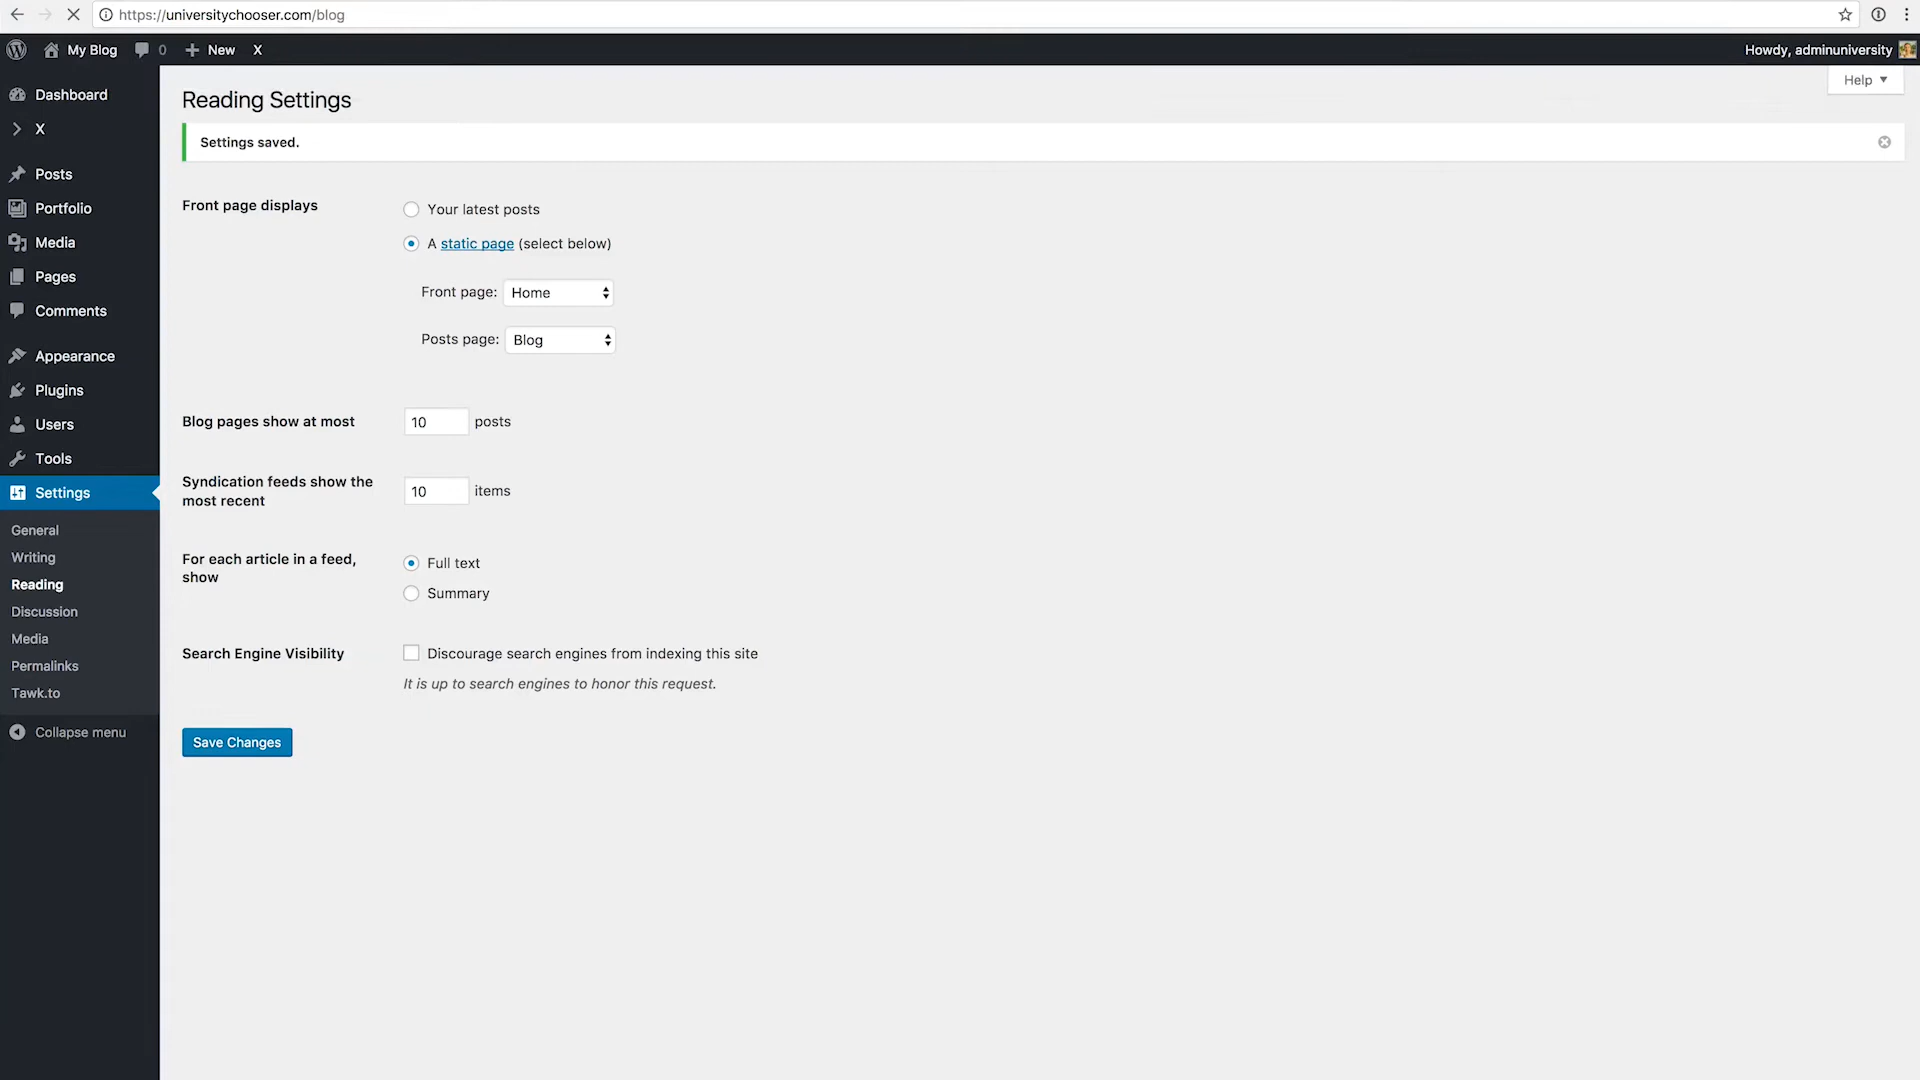 https://universitychooser.com/blog
My Blog 0 New X Howdy, adminuniversity
Help
Dashboard
X
Posts
Portfolio
Media
Pages
Comments
Appearance
Plugins
Users
Tools
Settings
General
Writing
Reading
Discussion
Media
Permalinks
Tawk.to
Collapse menu
Reading Settings
Settings saved.
Front page displays
Your latest posts
A static page (select below)
Front page: Home
Posts page: Blog
Blog pages show at most 10 posts
Syndication feeds show the
most recent
10 items
For each article in a feed,
show
Full text
Summary
Search Engine Visibility
Discourage search engines from indexing this site
It is up to search engines to honor this request.
Save Changes